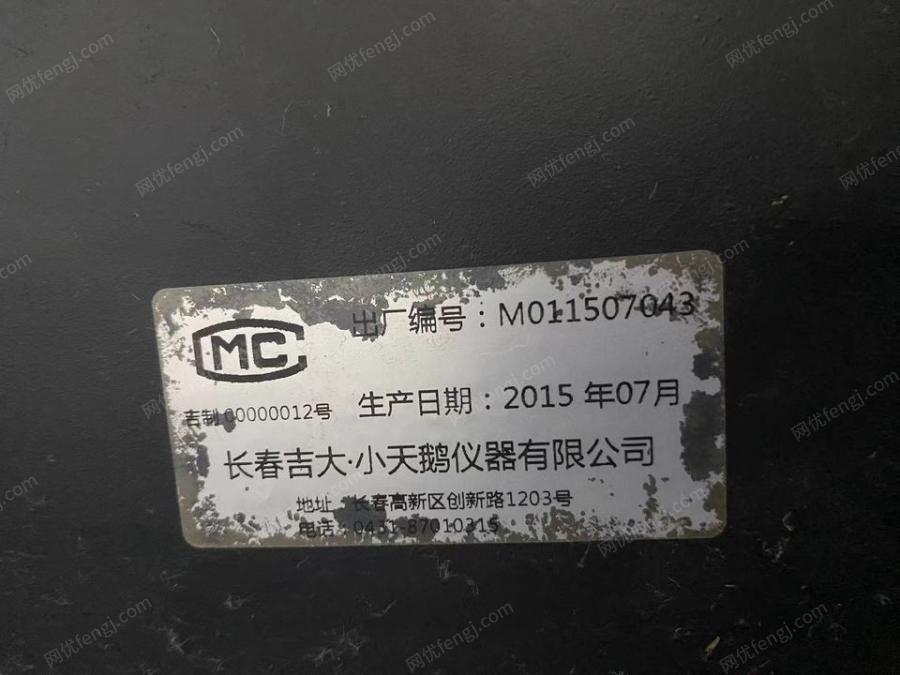 MC
出厂编号：M011507043
吉制 00000012号
生产日期：2015 年07月
长春吉大·小天鹅仪器有限公司
地址：长春高新区创新路1203号
电话：0431-87010315
网优fengj.com